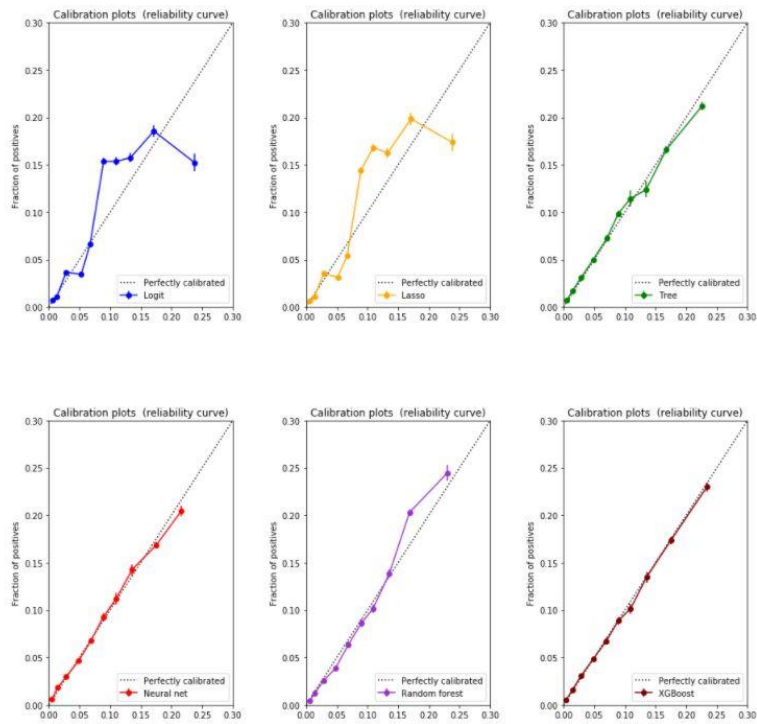 Calibration plots (reliability curve)
Fraction of positives
0.30
0.25
0.20
0.15
0.10
0.05
0.00
0.00 0.05 0.10 0.15 0.20 0.25 0.30
Perfectly calibrated
Logit
Calibration plots (reliability curve)
Fraction of positives
0.30
0.25
0.20
0.15
0.10
0.05
0.00
0.00 0.05 0.10 0.15 0.20 0.25 0.30
Perfectly calibrated
Lasso
Calibration plots (reliability curve)
Fraction of positives
0.30
0.25
0.20
0.15
0.10
0.05
0.00
0.00 0.05 0.10 0.15 0.20 0.25 0.30
Perfectly calibrated
Tree
Calibration plots (reliability curve)
Fraction of positives
0.30
0.25
0.20
0.15
0.10
0.05
0.00
0.00 0.05 0.10 0.15 0.20 0.25 0.30
Perfectly calibrated
Neural net
Calibration plots (reliability curve)
Fraction of positives
0.30
0.25
0.20
0.15
0.10
0.05
0.00
0.00 0.05 0.10 0.15 0.20 0.25 0.30
Perfectly calibrated
Random forest
Calibration plots (reliability curve)
Fraction of positives
0.30
0.25
0.20
0.15
0.10
0.05
0.00
0.00 0.05 0.10 0.15 0.20 0.25 0.30
Perfectly calibrated
XGBoost